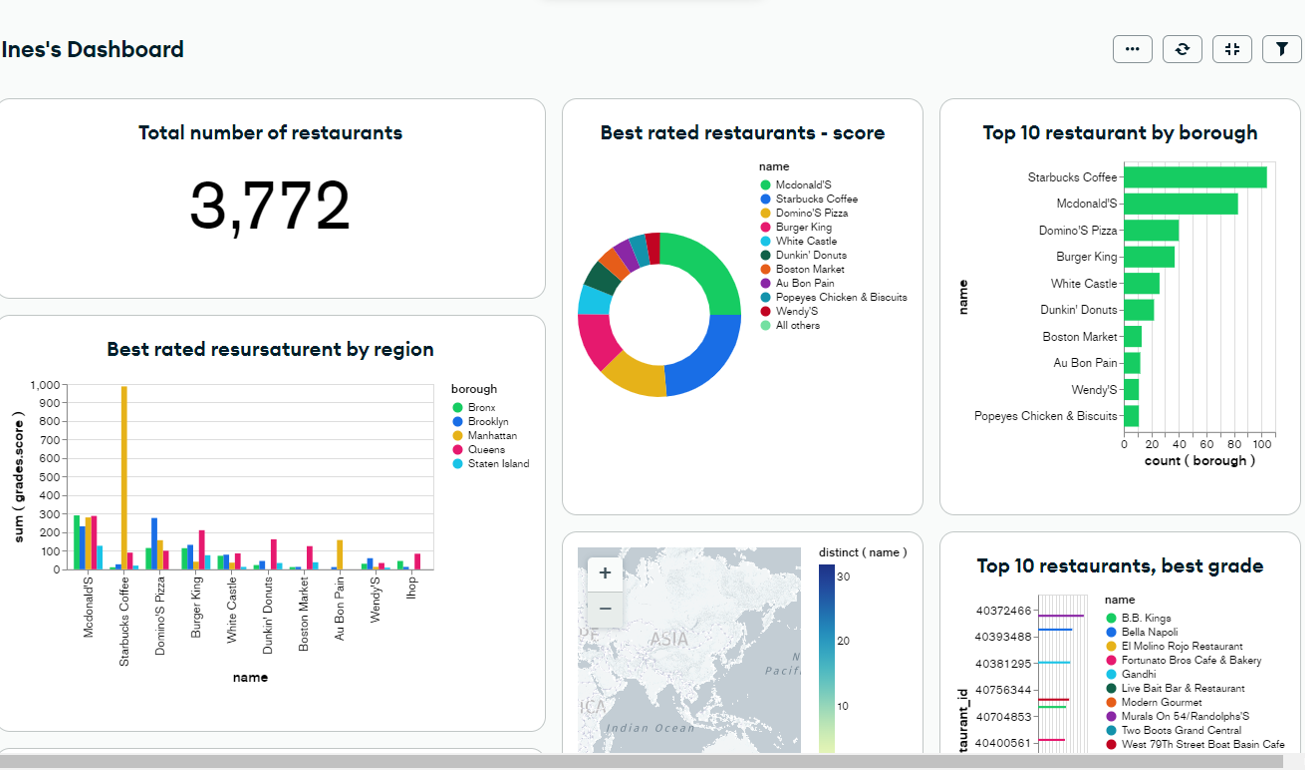 Ines's Dashboard
Total number of restaurants
3,772
Best rated resursaturent by region
1,000
900
800
700
600
500
400
300
200
100
0
sum ( grades.score )
Mcdonald'S
Starbucks Coffee
Domino'S Pizza
Burger King
White Castle
Dunkin' Donuts
Boston Market
Au Bon Pain
Wendy'S
Ihop
name
borough
Bronx
Brooklyn
Manhattan
Queens
Staten Island
Best rated restaurants - score
name
Mcdonald'S
Starbucks Coffee
Domino'S Pizza
Burger King
White Castle
Dunkin' Donuts
Boston Market
Au Bon Pain
Popeyes Chicken & Biscuits
Wendy'S
All others
Top 10 restaurant by borough
name
Starbucks Coffee
Mcdonald'S
Domino'S Pizza
Burger King
White Castle
Dunkin' Donuts
Boston Market
Au Bon Pain
Wendy'S
Popeyes Chicken & Biscuits
0 20 40 60 80 100
count ( borough )
+
−
ASIA
Indian Ocean
distinct ( name )
30
20
10
Top 10 restaurants, best grade
40372466
40393488
40381295
40756344
40704853
40400561
taurant_id
name
B.B. Kings
Bella Napoli
El Molino Rojo Restaurant
Fortunato Bros Cafe & Bakery
Gandhi
Live Bait Bar & Restaurant
Modern Gourmet
Murals On 54/Randolphs'S
Two Boots Grand Central
West 79Th Street Boat Basin Cafe